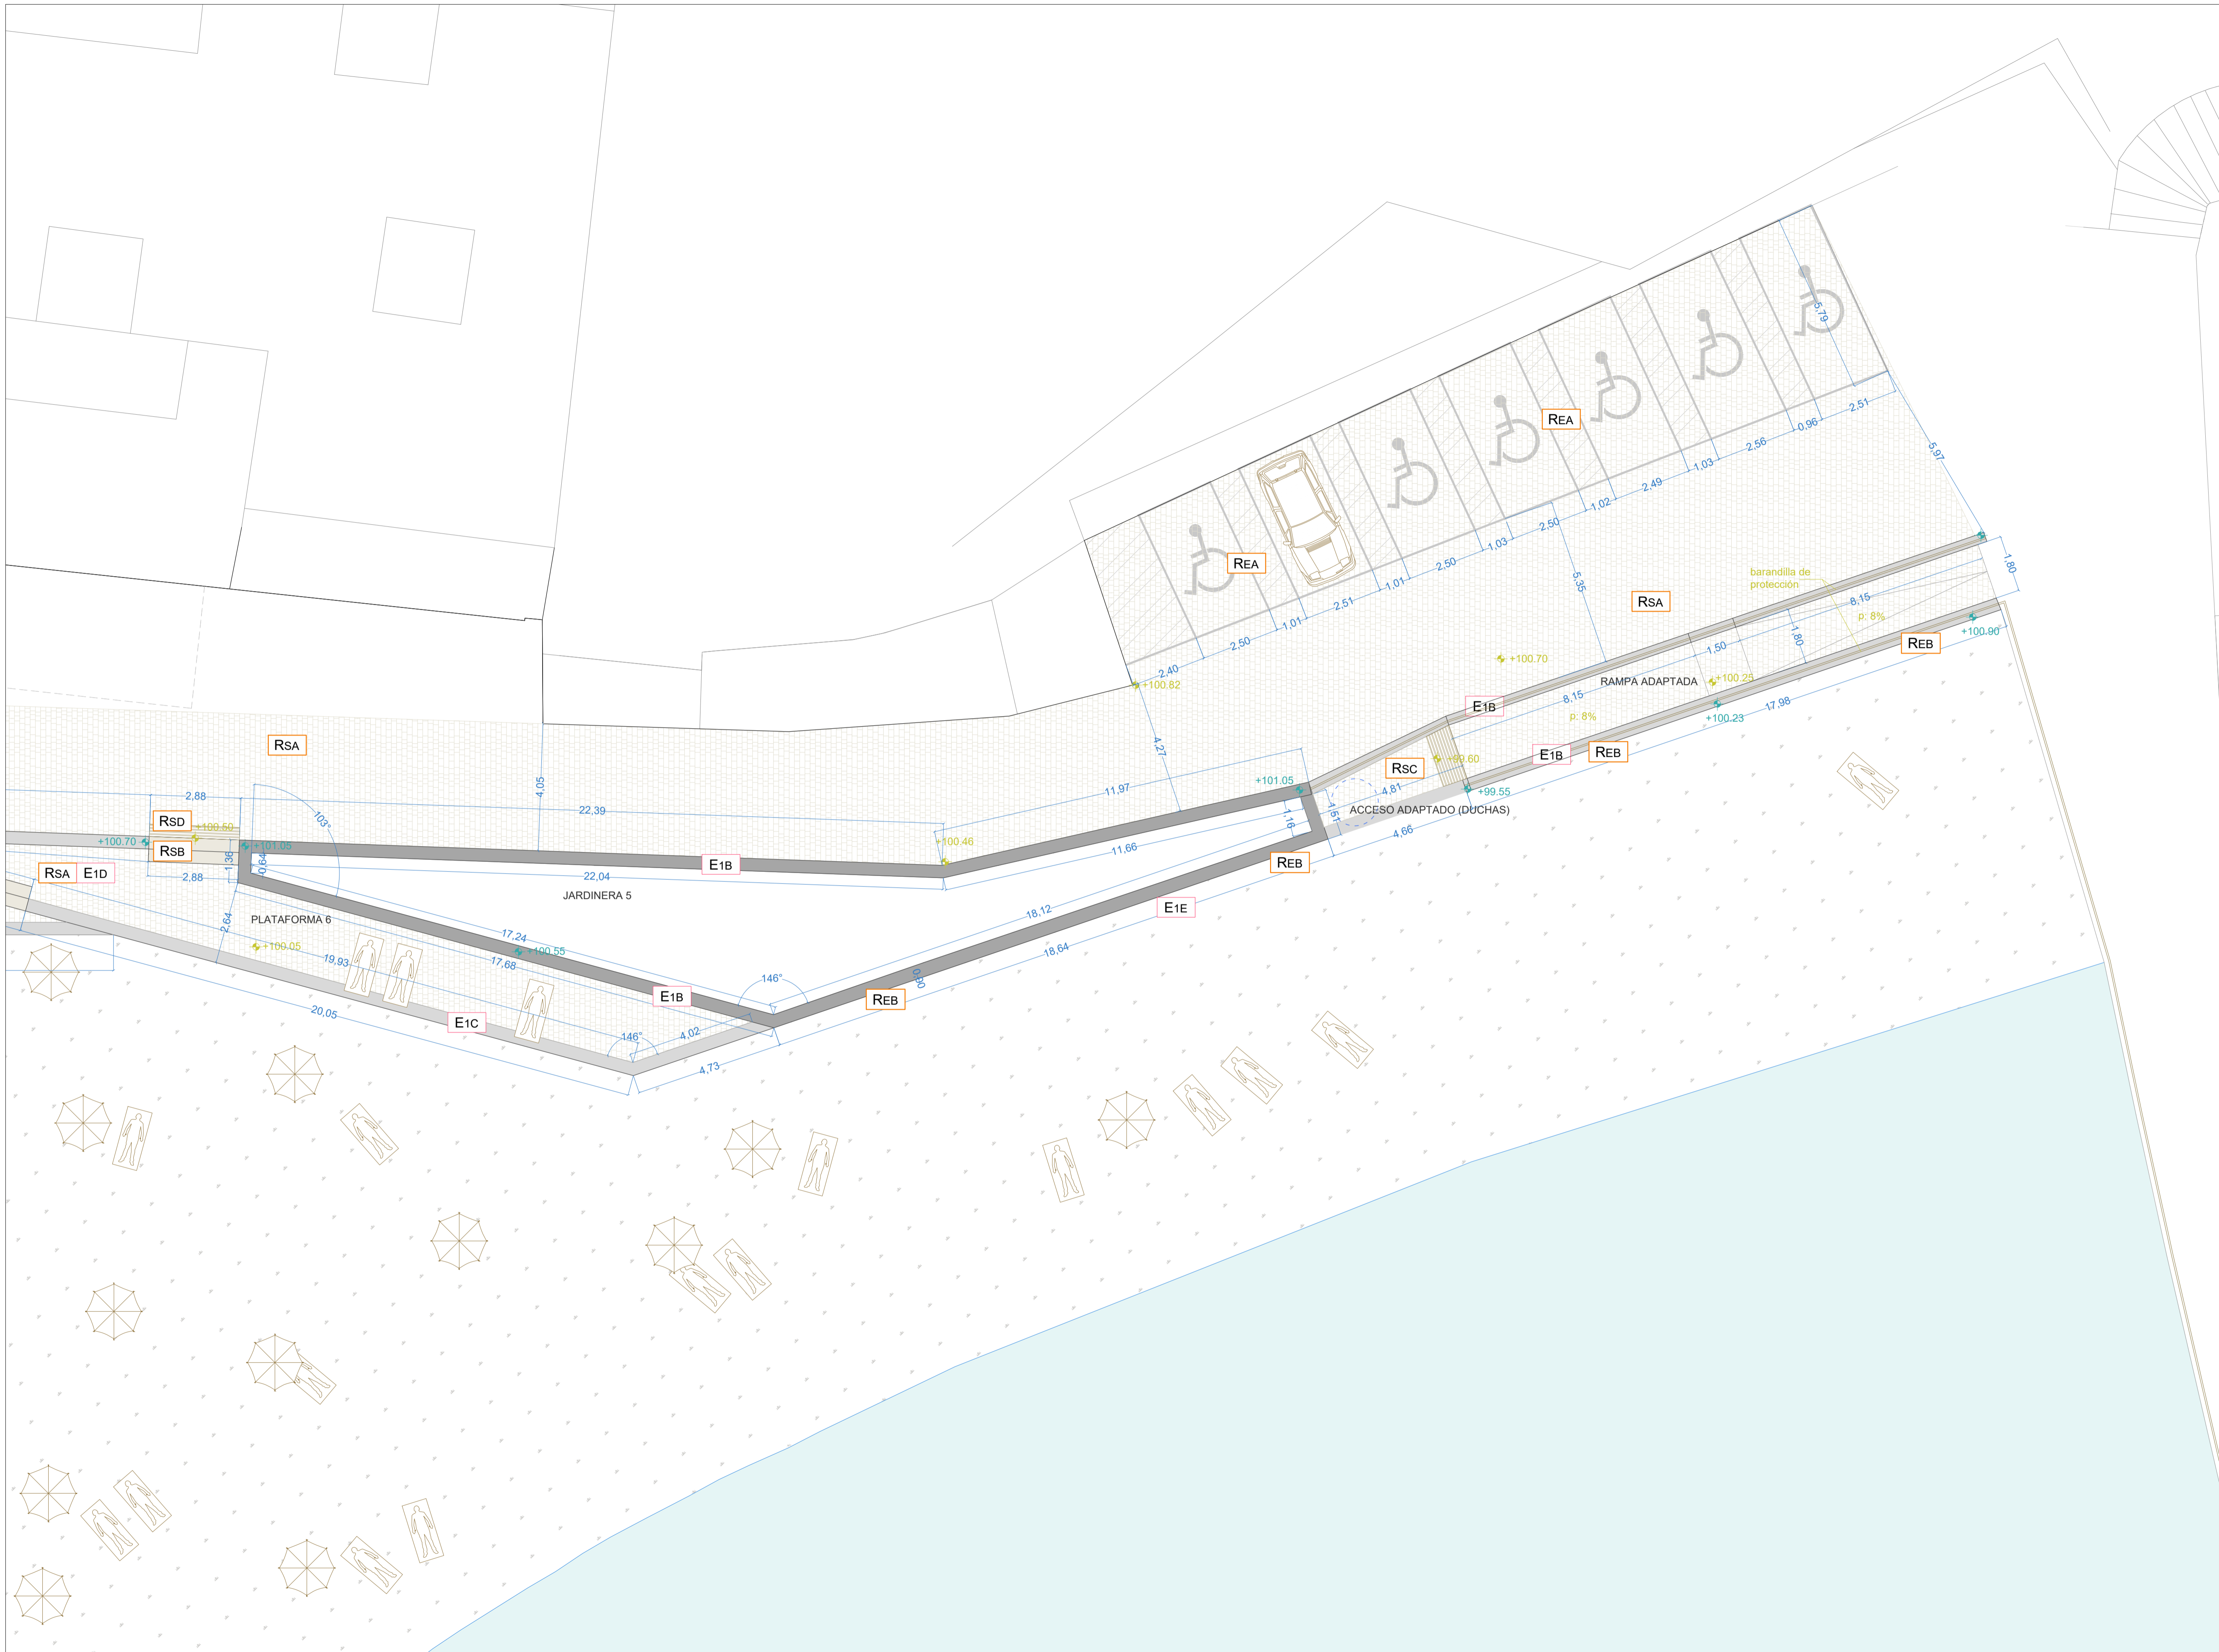 5,79
REA
2,51
0,96
2,56
1,03
2,49
1,02
2,50
1,03
2,50
1,01
2,51
1,01
2,50
2,40
5,97
REA
5,35
1,80
barandilla de
protección
8,15
p: 8%
1,80
RSA
+100.90
REB
1,50
+100.70
RAMPA ADAPTADA
+100.25
+100.82
8,15
17,98
E1B
p: 8%
+100.23
RSA
4,27
E1B
REB
+99.60
RSC
4,81
+101.05
+99.55
11,97
4,05
2,88
22,39
1,51
1,16
ACCESO ADAPTADO (DUCHAS)
103°
RSD
+100.50
4,66
+100.70
+101.05
+100.46
11,66
RSB
1,36
0,64
E1B
REB
RSA
E1D
2,88
22,04
JARDINERA 5
PLATAFORMA 6
2,64
18,12
E1E
17,24
+100.05
+100.55
19,93
17,68
18,64
146°
0,90
E1B
REB
20,05
E1C
4,02
146°
4,73